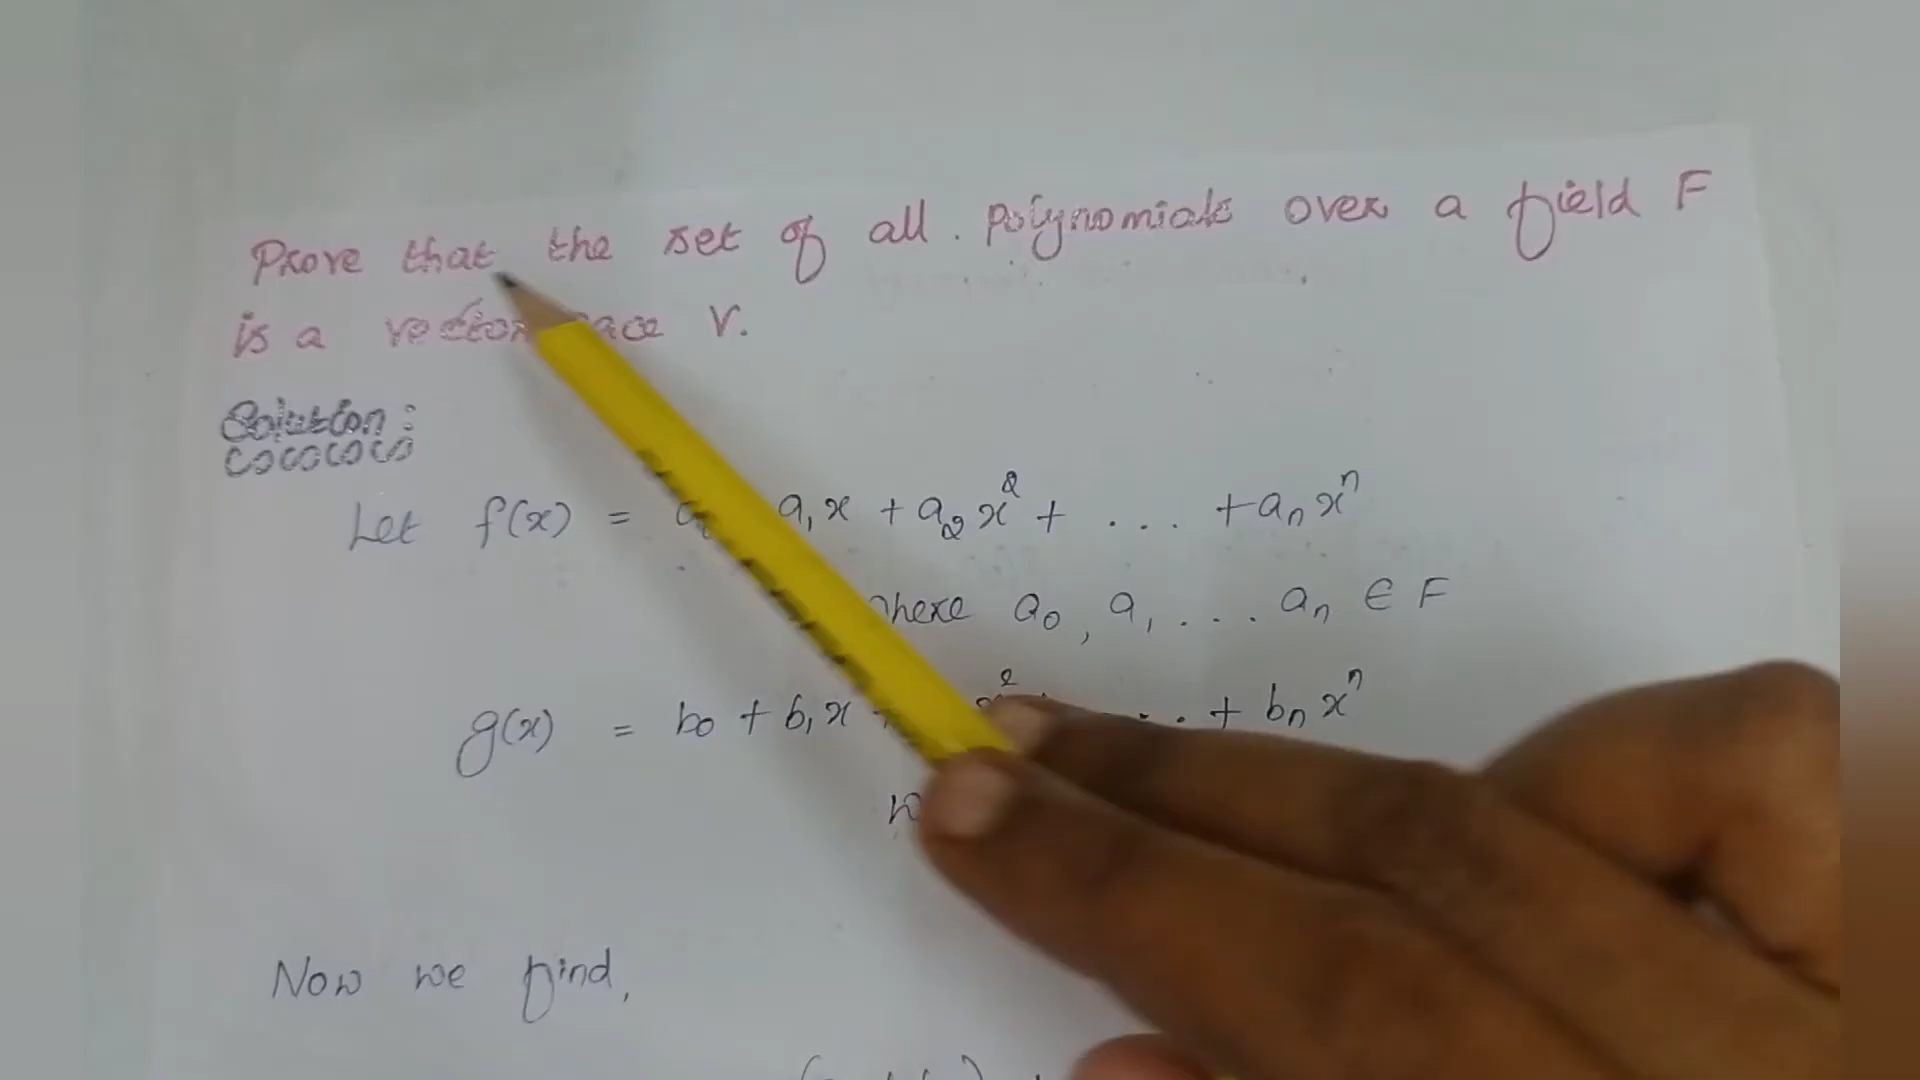 Prove that the set of all. Polynomials over a field F
is a vector V.
Solution:
Let f(x) = a₁x + a₂x² + ... + aₙxⁿ
where a₀, a₁ ... aₙ ∈ F
g(x) = b₀ + b₁x ² ... + bₙxⁿ
Now we find,